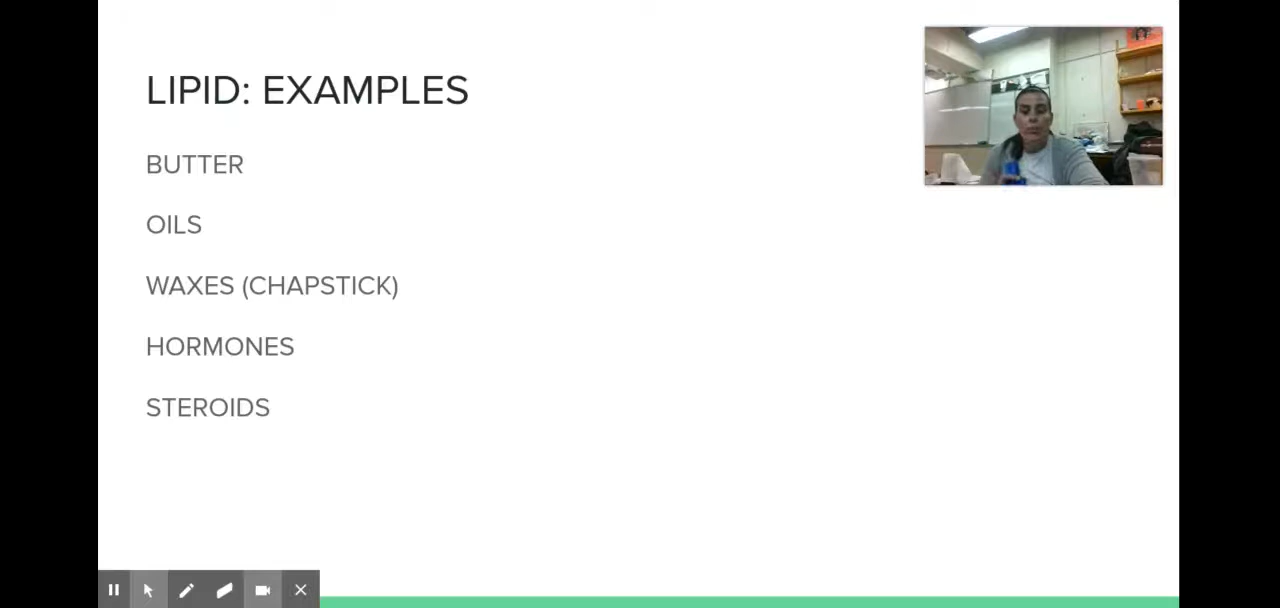 LIPID: EXAMPLES
BUTTER
OILS
WAXES (CHAPSTICK)
HORMONES
STEROIDS